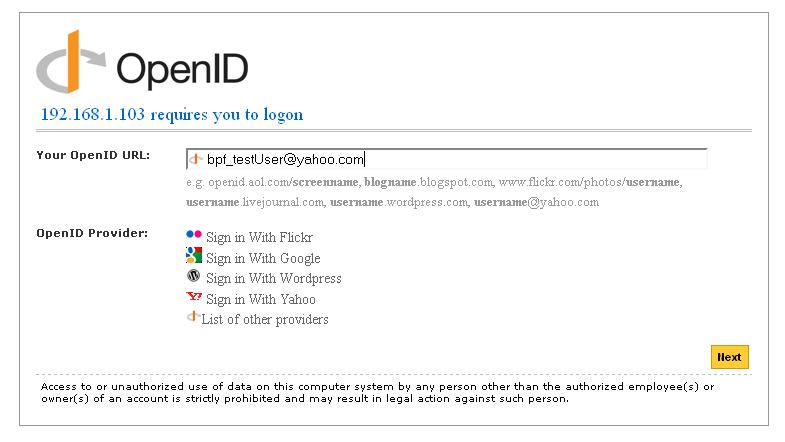 OpenID
192.168.1.103 requires you to logon
Your OpenID URL: bpf_testUser@yahoo.com
e.g. openid.aol.com/screenname, blogname.blogspot.com, www.flickr.com/photos/username,
username.livejournal.com, username.wordpress.com, username@yahoo.com
OpenID Provider: Sign in With Flickr
Sign in With Google
Sign in With Wordpress
Sign in With Yahoo
List of other providers
Next
Access to or unauthorized use of data on this computer system by any person other than the authorized employee(s) or
owner(s) of an account is strictly prohibited and may result in legal action against such person.